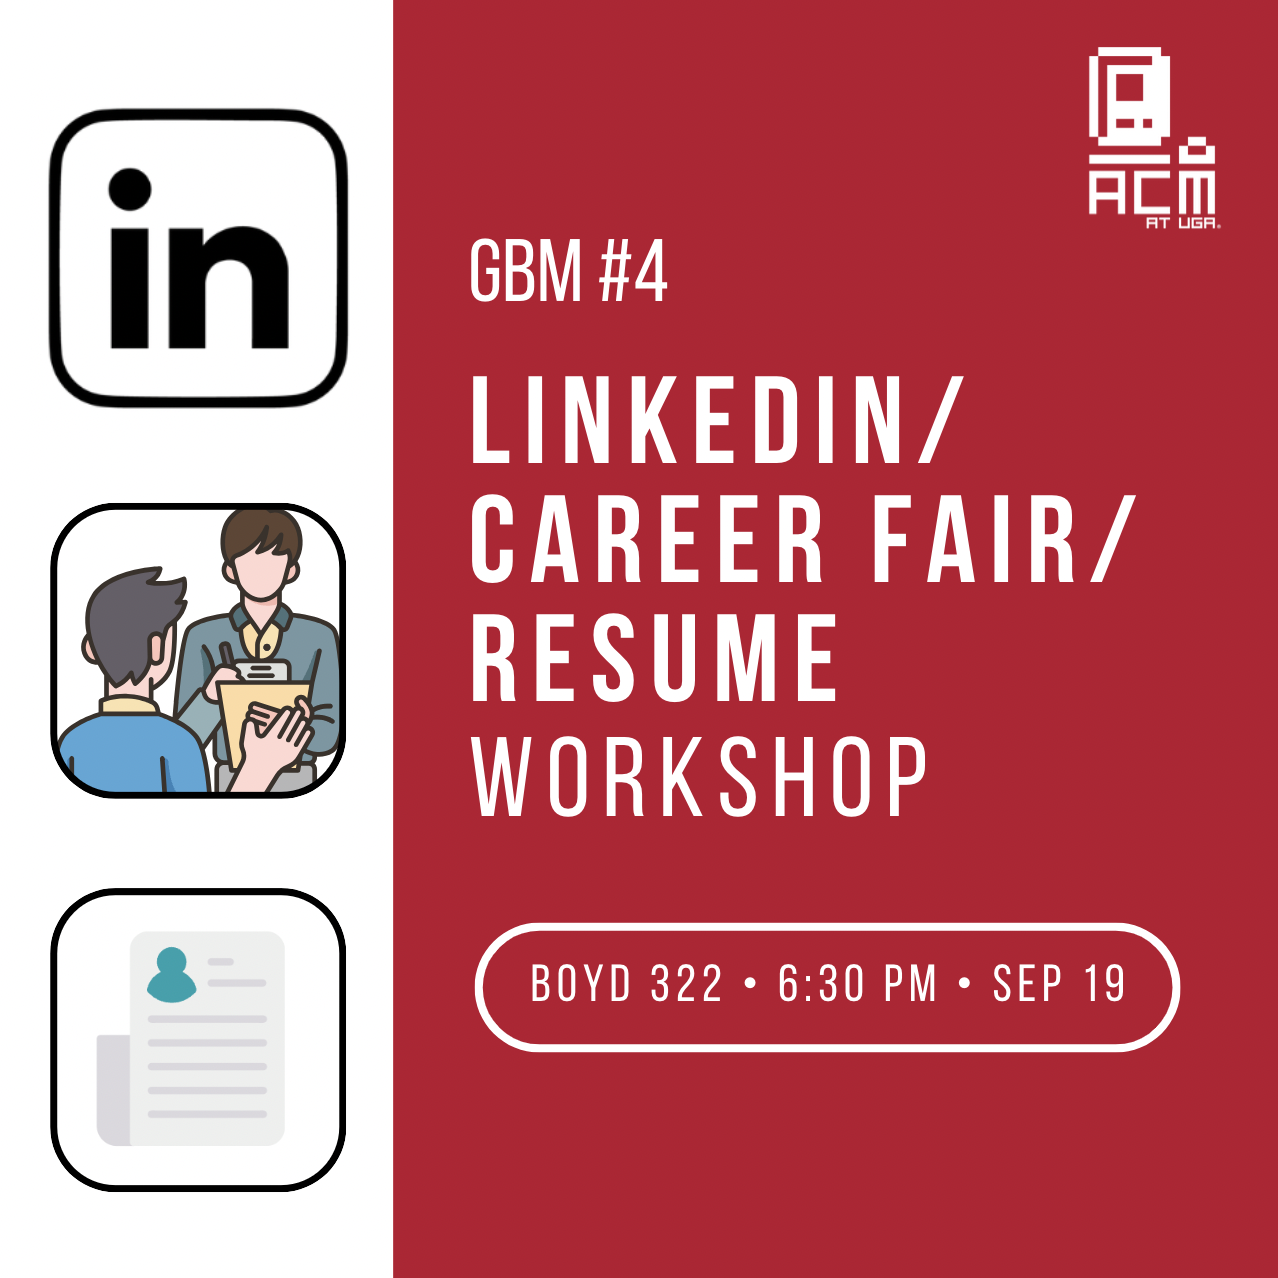 in
ACM
AT UGA®
GBM #4
LINKEDIN/
CAREER FAIR/
RESUME
WORKSHOP
BOYD 322 • 6:30 PM • SEP 19